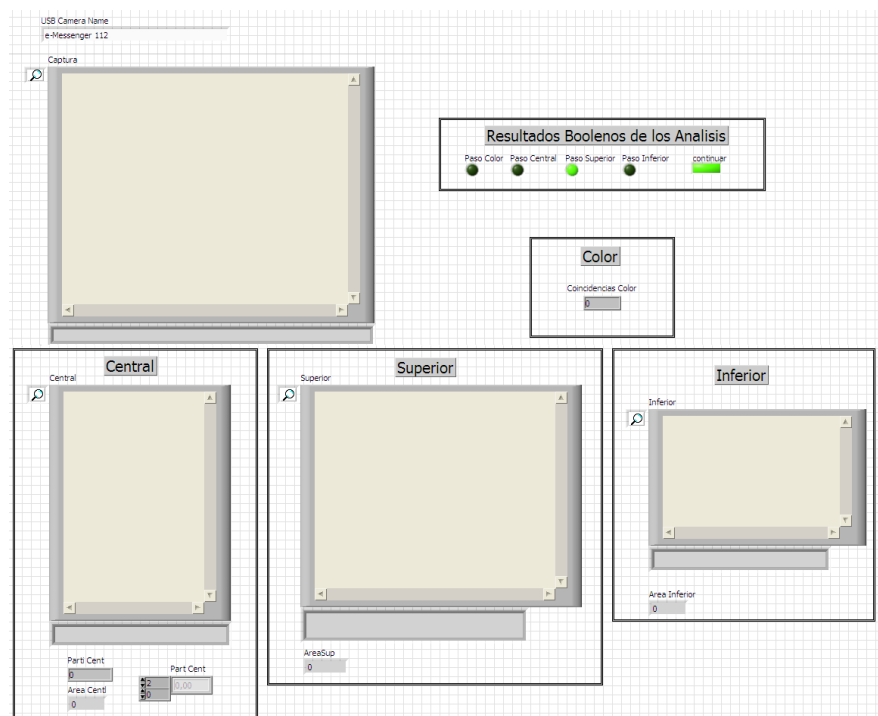 USB Camera Name
e-Messenger 112
Captura
Resultados Boolenos de los Analisis
Paso Color Paso Central Paso Superior Paso Inferior continuar
Color
Coincidencias Color
0
Central
Central
Superior
Superior
Inferior
Inferior
Parti Cent
0
Area Centl
0
Part Cent
2
0
0,00
AreaSup
0
Area Inferior
0